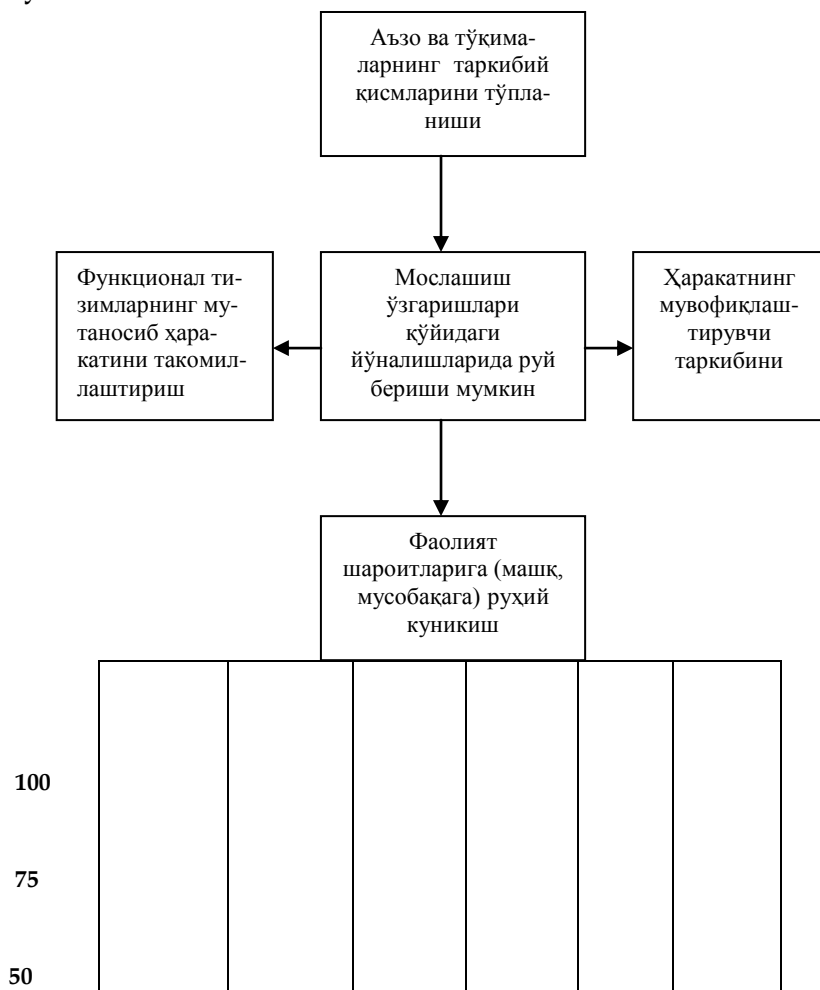 Аъзо ва тўқима-
ларнинг таркибий
қисмларини тўпла-
ниши
Функционал ти-
зимларнинг му-
таносиб ҳара-
катини такомил-
лаштириш
Мослашиш
ўзгаришлари
қўйидаги
йўналишларида руй
бериши мумкин
Ҳаракатнинг
мувофиқлаш-
тирувчи
таркибини
Фаолият
шароитларига (машқ,
мусобақага) руҳий
куникиш
100
75
50